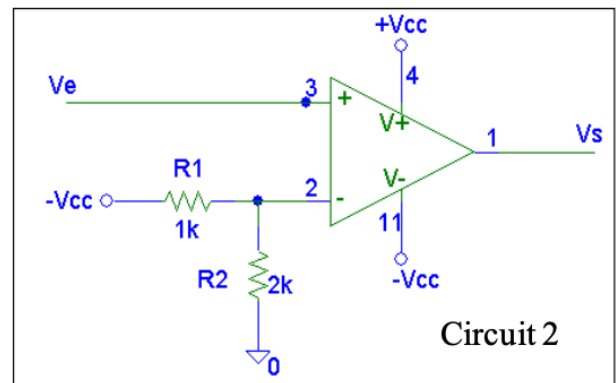 +Vcc
4
Ve
3
+
V+
1
Vs
R1
2
-
V-
-Vcc
1k
11
R2
2k
-Vcc
0
Circuit 2